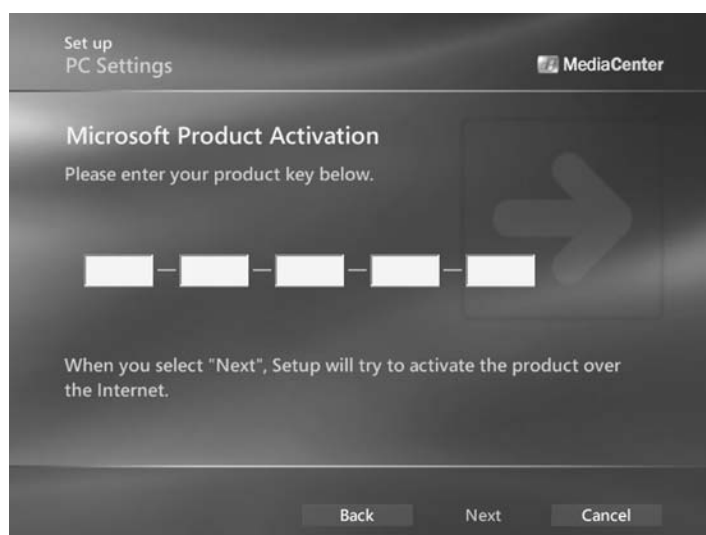 Set up
PC Settings
MediaCenter
Microsoft Product Activation
Please enter your product key below.
— — — —
When you select "Next", Setup will try to activate the product over
the Internet.
Back Next Cancel